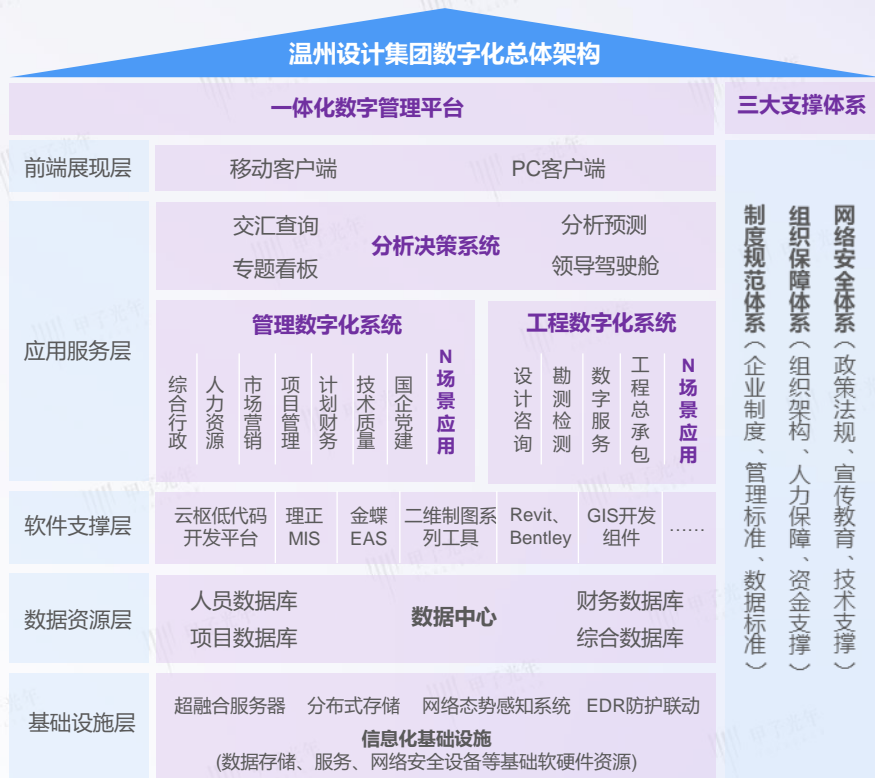 温州设计集团数字化总体架构
一体化数字管理平台
三大支撑体系
前端展现层
移动客户端
PC客户端
应用服务层
交汇查询
分析预测
分析决策系统
专题看板
领导驾驶舱
管理数字化系统
综合行政
人力资源
市场营销
项目管理
计划财务
技术质量
国企党建
N场景应用
工程数字化系统
设计咨询
勘测检测
数字服务
工程总承包
N场景应用
软件支撑层
云枢低代码
开发平台
理正
MIS
金蝶
EAS
二维制图系
列工具
Revit、
Bentley
GIS开发
组件
……
数据资源层
人员数据库
财务数据库
数据中心
项目数据库
综合数据库
基础设施层
超融合服务器
分布式存储
网络态势感知系统
EDR防护联动
信息化基础设施
(数据存储、服务、网络安全设备等基础软硬件资源)
制度规范体系（企业制度、管理标准、数据标准）
组织保障体系（组织架构、人力保障、资金支撑）
网络安全体系（政策法规、宣传教育、技术支撑）
甲子光年